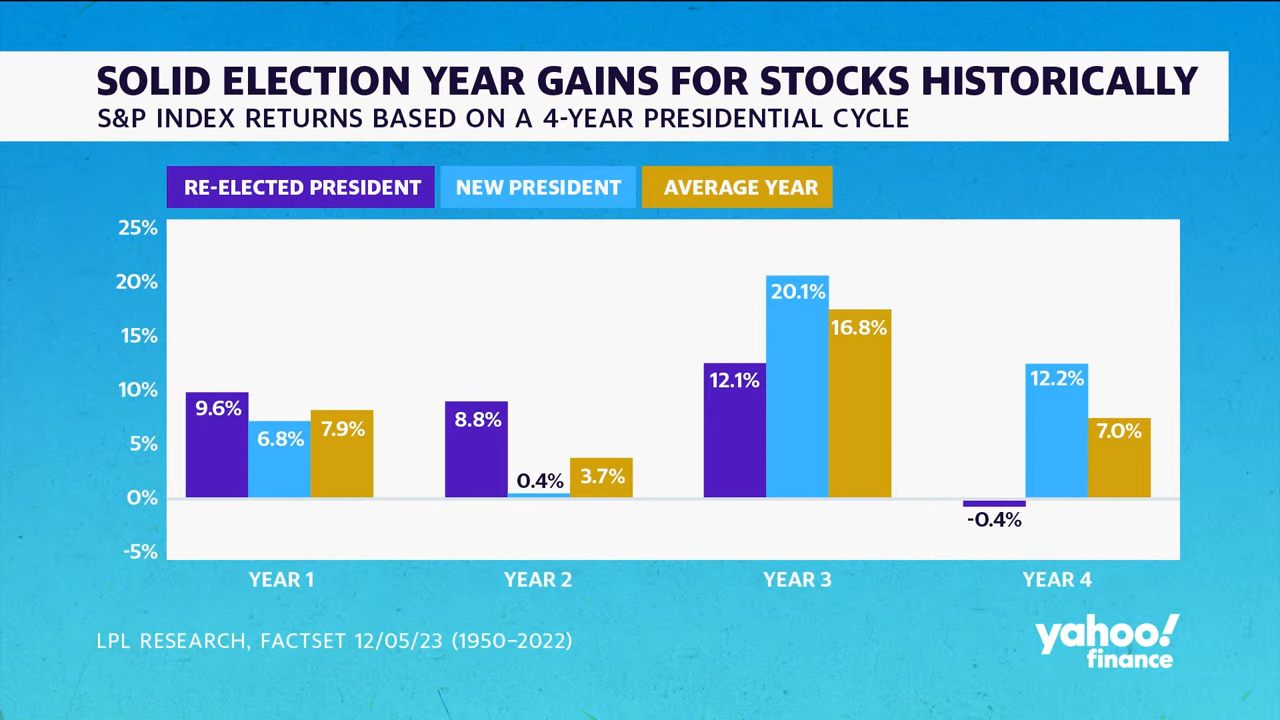 SOLID ELECTION YEAR GAINS FOR STOCKS HISTORICALLY
S&P INDEX RETURNS BASED ON A 4-YEAR PRESIDENTIAL CYCLE
RE-ELECTED PRESIDENT NEW PRESIDENT AVERAGE YEAR
25%
20%
15%
10%
5%
0%
-5%
9.6% 6.8% 7.9%
8.8% 0.4% 3.7%
12.1% 20.1% 16.8%
-0.4% 12.2% 7.0%
YEAR 1 YEAR 2 YEAR 3 YEAR 4
LPL RESEARCH, FACTSET 12/05/23 (1950–2022)
yahoo!
finance